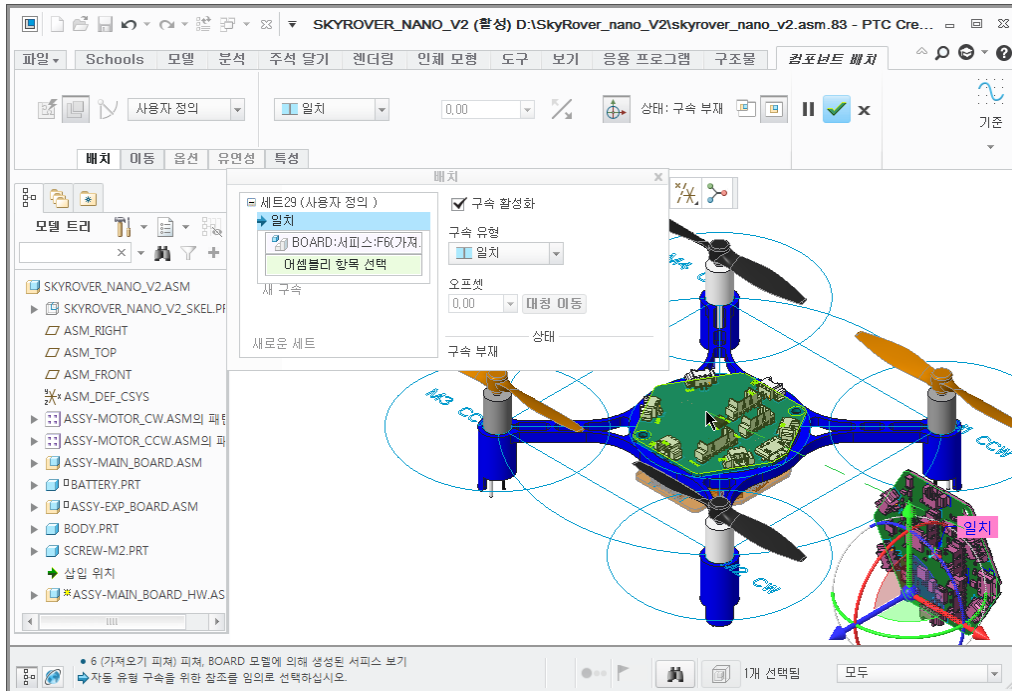 SKYROVER_NANO_V2 (활성) D:\SkyRover_nano_V2\skyrover_nano_v2.asm.83 - PTC Cre...
파일 Schools 모델 분석 주석 달기 렌더링 인체 모형 도구 보기 응용 프로그램 구조물 컴포넌트 배치
사용자 정의 일치 0,00 상태: 구속 부재
기준
배치 이동 옵션 유연성 특성
배치
세트29 (사용자 정의 )
일치
BOARD:서피스:F6(가져.
어셈블리 항목 선택
새 구속
새로운 세트
구속 활성화
구속 유형
일치
오프셋
0,00 대칭 이동
상태
구속 부재
모델 트리
SKYROVER_NANO_V2.ASM
SKYROVER_NANO_V2_SKEL.PF
ASM_RIGHT
ASM_TOP
ASM_FRONT
ASM_DEF_CSYS
ASSY-MOTOR_CW.ASM의 패턴
ASSY-MOTOR_CCW.ASM의 패
ASSY-MAIN_BOARD.ASM
BATTERY.PRT
ASSY-EXP_BOARD.ASM
BODY.PRT
SCREW-M2.PRT
삽입 위치
ASSY-MAIN_BOARD_HW.AS
M3 CC
CCW
M2 CW
일치
6 (가져오기 피쳐) 피쳐, BOARD 모델에 의해 생성된 서피스 보기
자동 유형 구속을 위한 참조를 임의로 선택하십시오.
1개 선택됨 모두